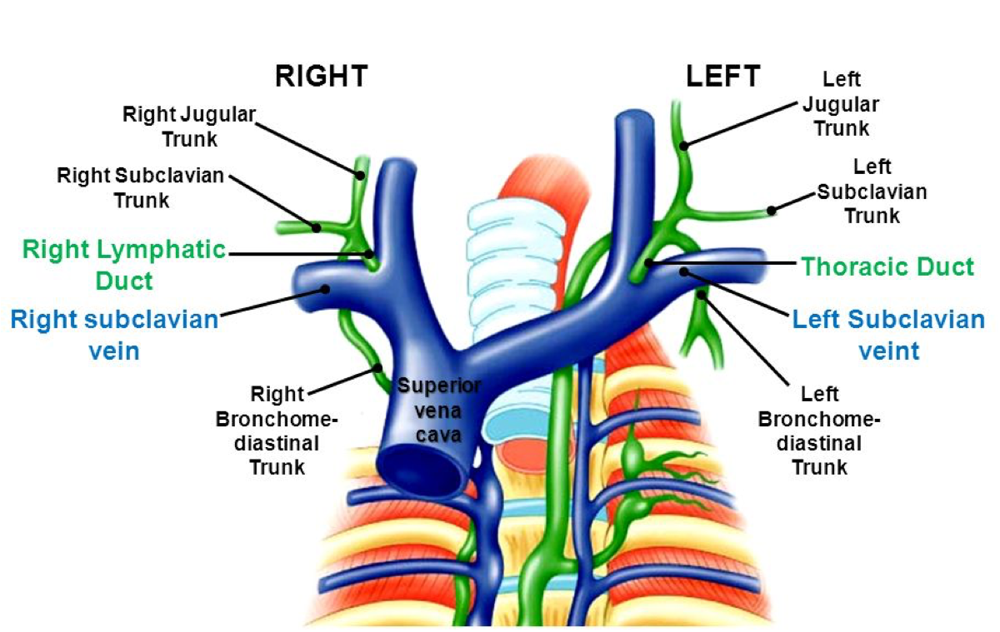 RIGHT
LEFT
Right Jugular
Trunk
Right Subclavian
Trunk
Right Lymphatic
Duct
Right subclavian
vein
Right
Bronchome-
diastinal
Trunk
Superior
vena
cava
Left
Jugular
Trunk
Left
Subclavian
Trunk
Thoracic Duct
Left Subclavian
veint
Left
Bronchome-
diastinal
Trunk